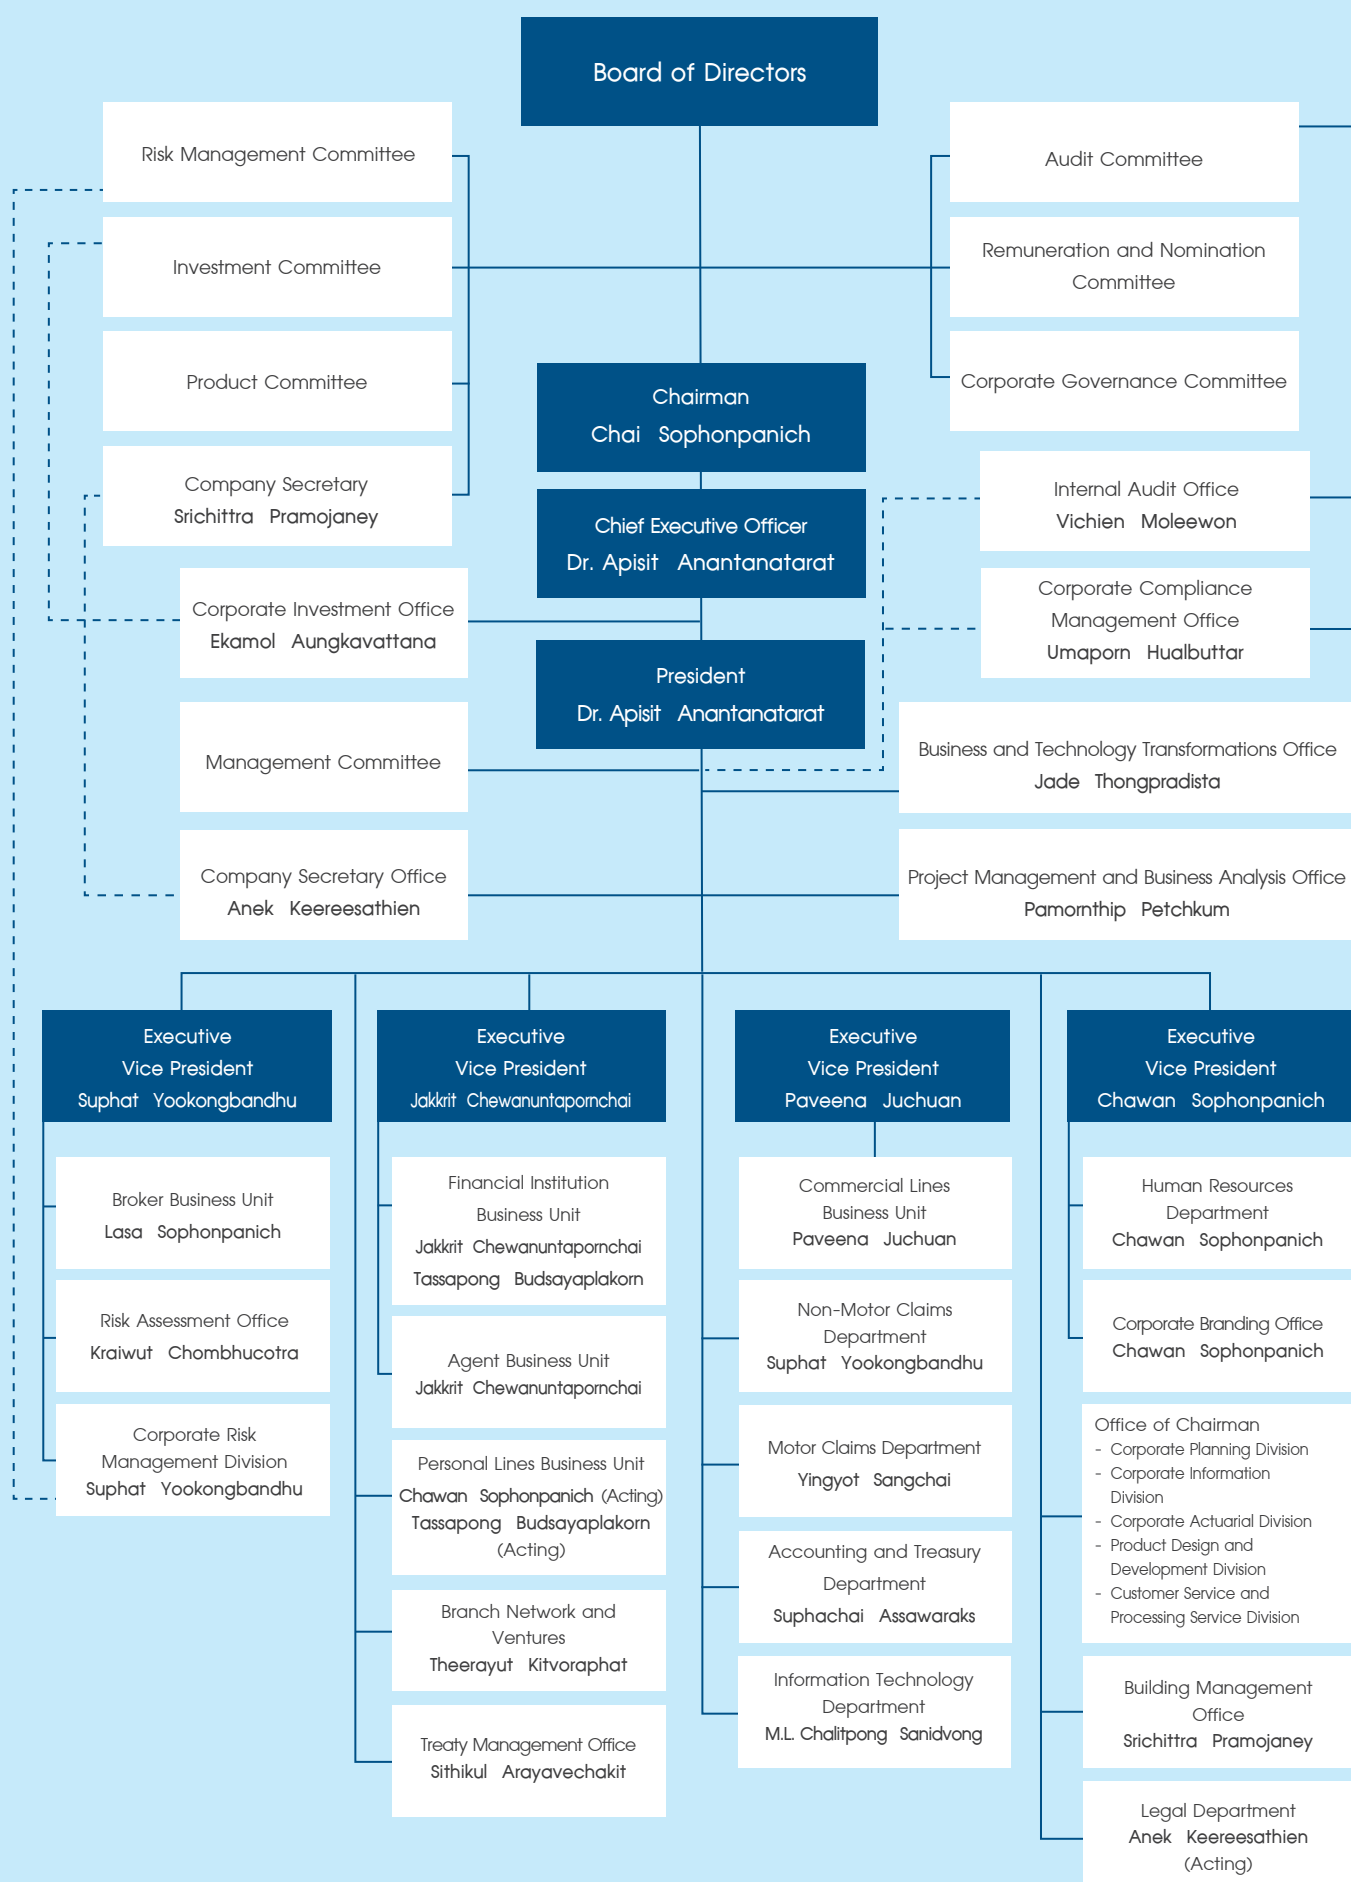 Board of Directors
Risk Management Committee
Investment Committee
Product Committee
Company Secretary
Srichittra Pramojaney
Audit Committee
Remuneration and Nomination
Committee
Corporate Governance Committee
Chairman
Chai Sophonpanich
Chief Executive Officer
Dr. Apisit Anantanatarat
President
Dr. Apisit Anantanatarat
Internal Audit Office
Vichien Moleewon
Corporate Compliance
Management Office
Umaporn Hualbuttar
Corporate Investment Office
Ekamol Aungkavattana
Management Committee
Company Secretary Office
Anek Keereesathien
Business and Technology Transformations Office
Jade Thongpradista
Project Management and Business Analysis Office
Pamornthip Petchkum
Executive
Vice President
Suphat Yookongbandhu
Broker Business Unit
Lasa Sophonpanich
Risk Assessment Office
Kraiwut Chombhucotra
Corporate Risk
Management Division
Suphat Yookongbandhu
Executive
Vice President
Jakkrit Chewanuntapornchai
Financial Institution
Business Unit
Jakkrit Chewanuntapornchai
Tassapong Budsayaplakorn
Agent Business Unit
Jakkrit Chewanuntapornchai
Personal Lines Business Unit
Chawan Sophonpanich (Acting)
Tassapong Budsayaplakorn
(Acting)
Branch Network and
Ventures
Theerayut Kitvoraphat
Treaty Management Office
Sithikul Arayavechakit
Executive
Vice President
Paveena Juchuan
Commercial Lines
Business Unit
Paveena Juchuan
Non-Motor Claims
Department
Suphat Yookongbandhu
Motor Claims Department
Yingyot Sangchai
Accounting and Treasury
Department
Suphachai Assawaraks
Information Technology
Department
M.L. Chalitpong Sanidvong
Executive
Vice President
Chawan Sophonpanich
Human Resources
Department
Chawan Sophonpanich
Corporate Branding Office
Chawan Sophonpanich
Office of Chairman
- Corporate Planning Division
- Corporate Information
Division
- Corporate Actuarial Division
- Product Design and
Development Division
- Customer Service and
Processing Service Division
Building Management
Office
Srichittra Pramojaney
Legal Department
Anek Keereesathien
(Acting)